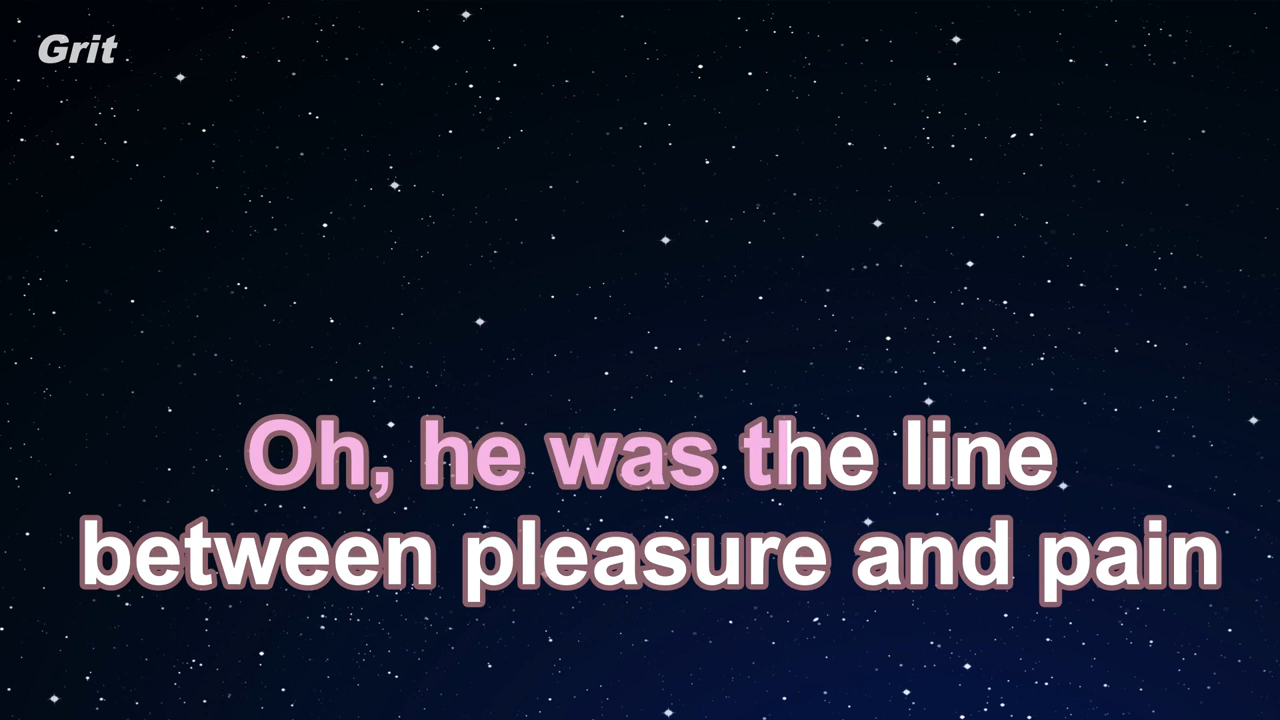 Grit
Oh, he was the line
between pleasure and pain